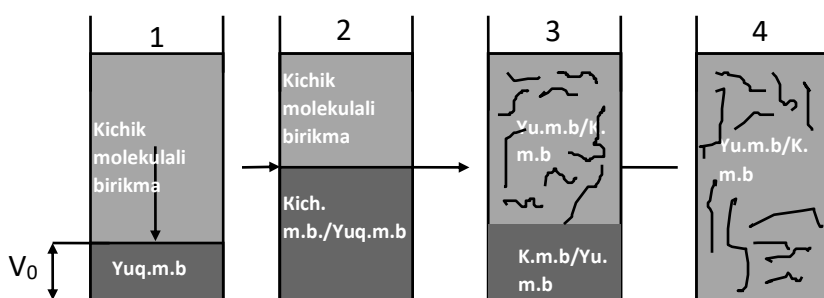 1
2
3
4
Kichik
molekulali
birikma
Yuq.m.b
V₀
Kichik
molekulali
birikma
Kich.
m.b./Yuq.m.b
Yu.m.b/K.
m.b
K.m.b/Yu.
m.b
Yu.m.b/K.
m.b